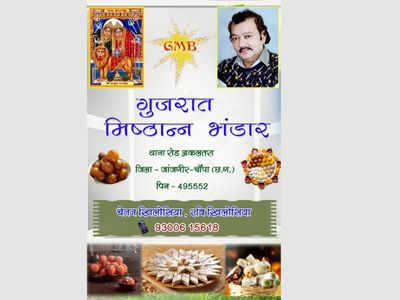 GMB
गुजरात
मिष्ठान्न भंडार
थाना रोड अकलतरा
जिला - जांजगीर-चाँपा (छ.ग.)
पिन - 495552
चेतन खिलोसिया , रवि खिलोसिया
93006 15618